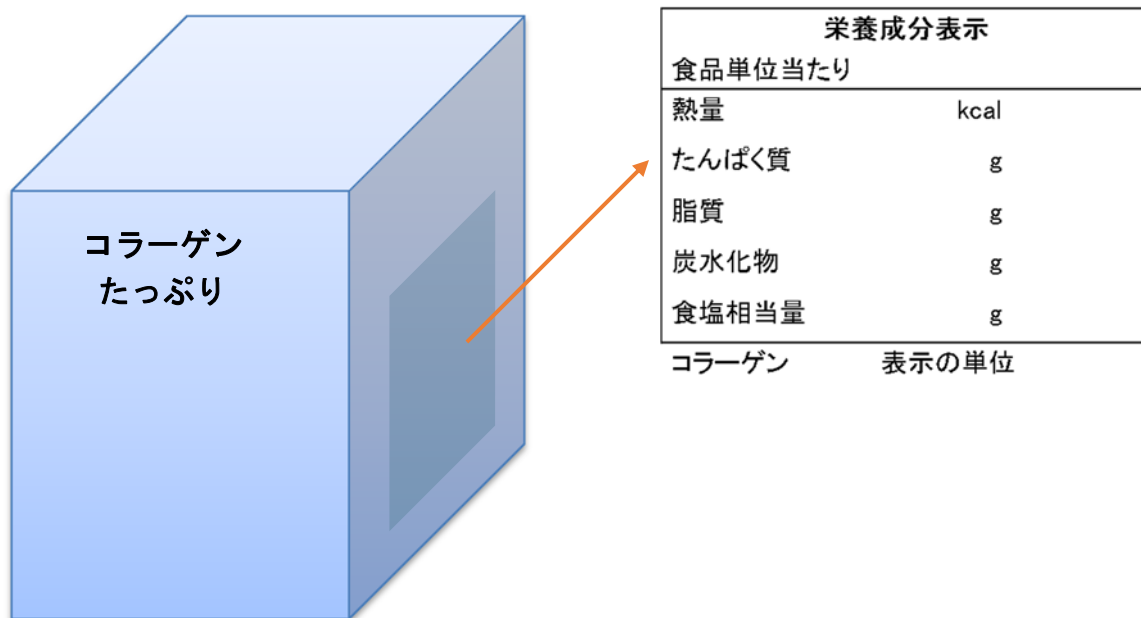 コラーゲン
たっぷり
栄養成分表示
食品単位当たり
熱量 kcal
たんぱく質 g
脂質 g
炭水化物 g
食塩相当量 g
コラーゲン 表示の単位